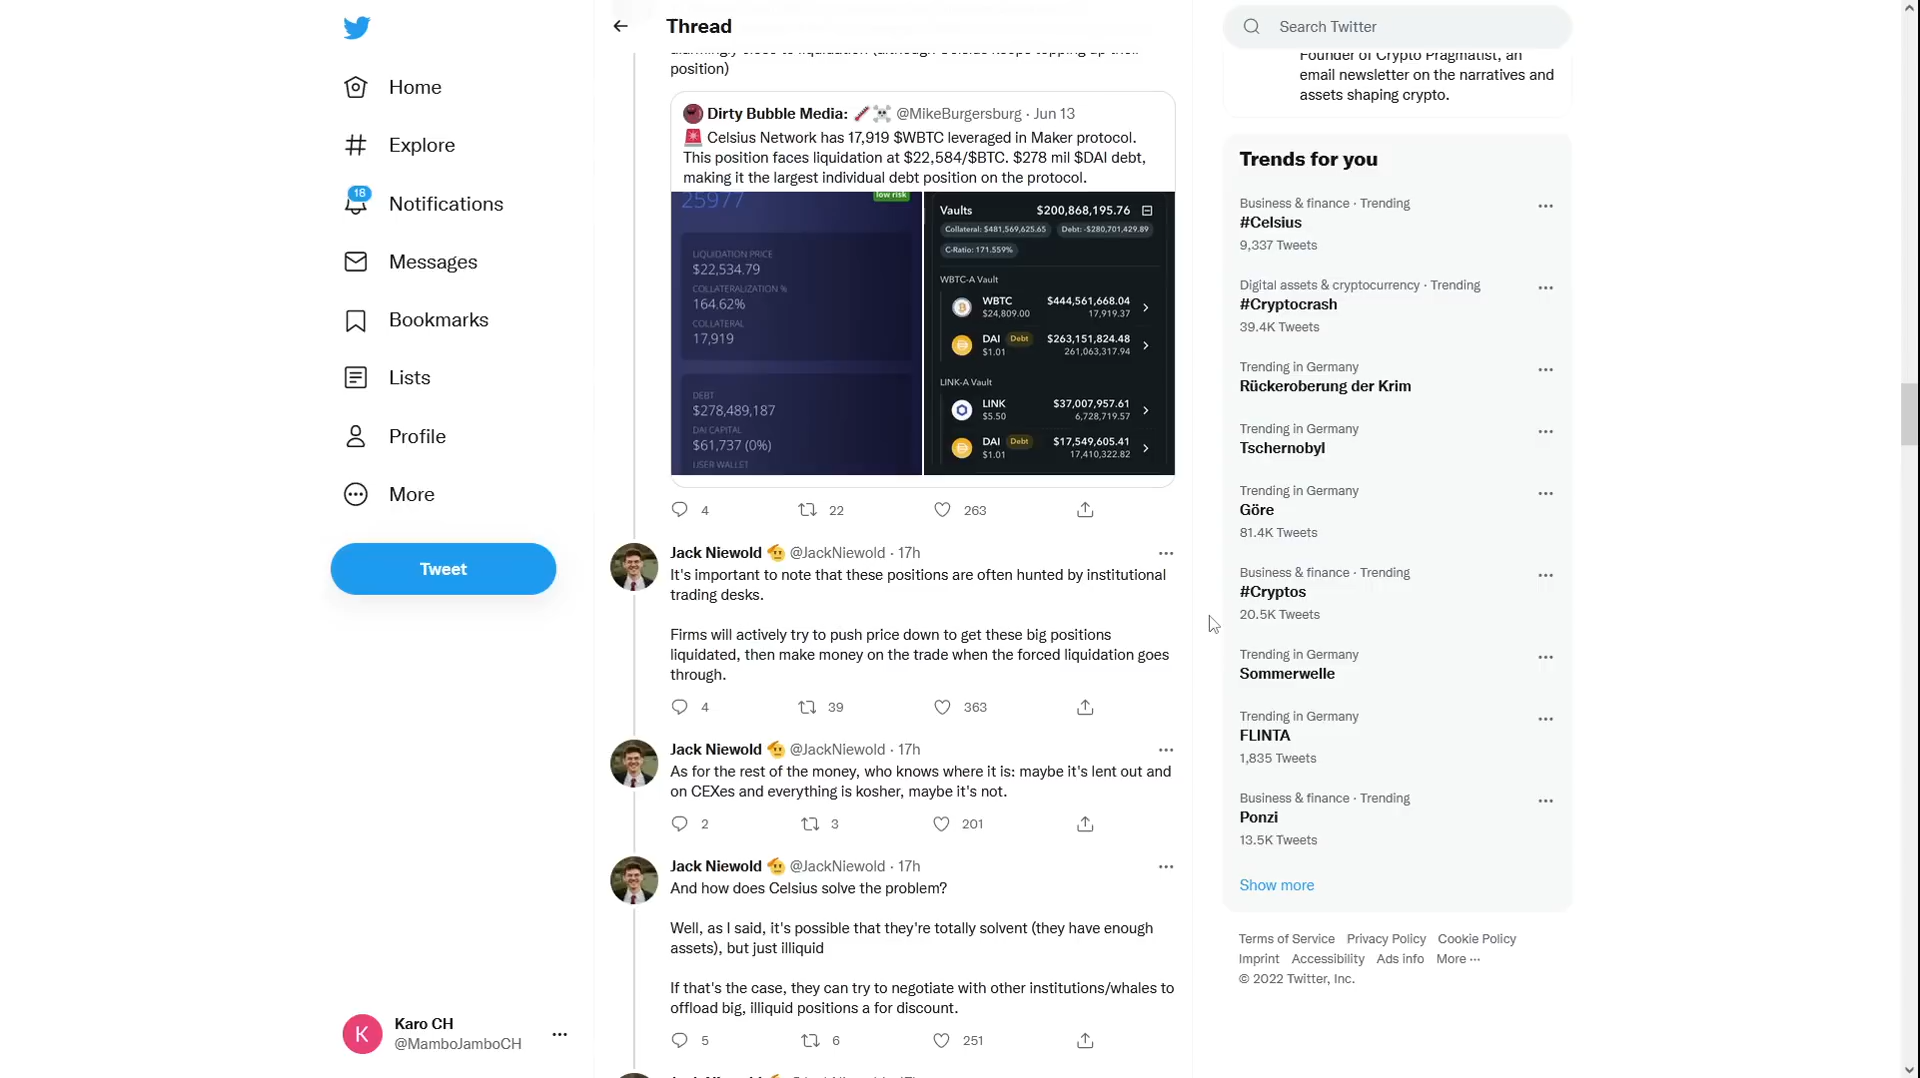 Home
Explore
18
Notifications
Messages
Bookmarks
Lists
Profile
More
Tweet
K
Karo CH
@MamboJamboCH
Thread
position)
Dirty Bubble Media: 🌡️☠️ @MikeBurgersburg · Jun 13
🚨 Celsius Network has 17,919 $WBTC leveraged in Maker protocol.
This position faces liquidation at $22,584/$BTC. $278 mil $DAI debt,
making it the largest individual debt position on the protocol.
25977
low risk
LIQUIDATION PRICE
$22,534.79
COLLATERALIZATION %
164.62%
COLLATERAL
17,919
DEBT
$278,489,187
DAI CAPITAL
$61,737 (0%)
USER WALLET
Vaults $200,868,195.76
Collateral: $481,569,625.65 Debt: -$280,701,429.89
C-Ratio: 171.559%
WBTC-A Vault
WBTC $444,561,668.04
$24,809.00 17,919.37
DAI Debt $263,151,824.48
$1.01 261,063,317.94
LINK-A Vault
LINK $37,007,957.61
$5.50 6,728,719.57
DAI Debt $17,549,605.41
$1.01 17,410,322.82
4 22 263
Jack Niewold 🫡 @JackNiewold · 17h
It's important to note that these positions are often hunted by institutional
trading desks.
Firms will actively try to push price down to get these big positions
liquidated, then make money on the trade when the forced liquidation goes
through.
4 39 363
Jack Niewold 🫡 @JackNiewold · 17h
As for the rest of the money, who knows where it is: maybe it's lent out and
on CEXes and everything is kosher, maybe it's not.
2 3 201
Jack Niewold 🫡 @JackNiewold · 17h
And how does Celsius solve the problem?
Well, as I said, it's possible that they're totally solvent (they have enough
assets), but just illiquid
If that's the case, they can try to negotiate with other institutions/whales to
offload big, illiquid positions a for discount.
5 6 251
Search Twitter
Founder of Crypto Pragmatist, an
email newsletter on the narratives and
assets shaping crypto.
Trends for you
Business & finance · Trending
#Celsius
9,337 Tweets
Digital assets & cryptocurrency · Trending
#Cryptocrash
39.4K Tweets
Trending in Germany
Rückeroberung der Krim
Trending in Germany
Tschernobyl
Trending in Germany
Göre
81.4K Tweets
Business & finance · Trending
#Cryptos
20.5K Tweets
Trending in Germany
Sommerwelle
Trending in Germany
FLINTA
1,835 Tweets
Business & finance · Trending
Ponzi
13.5K Tweets
Show more
Terms of Service Privacy Policy Cookie Policy
Imprint Accessibility Ads info More ···
© 2022 Twitter, Inc.